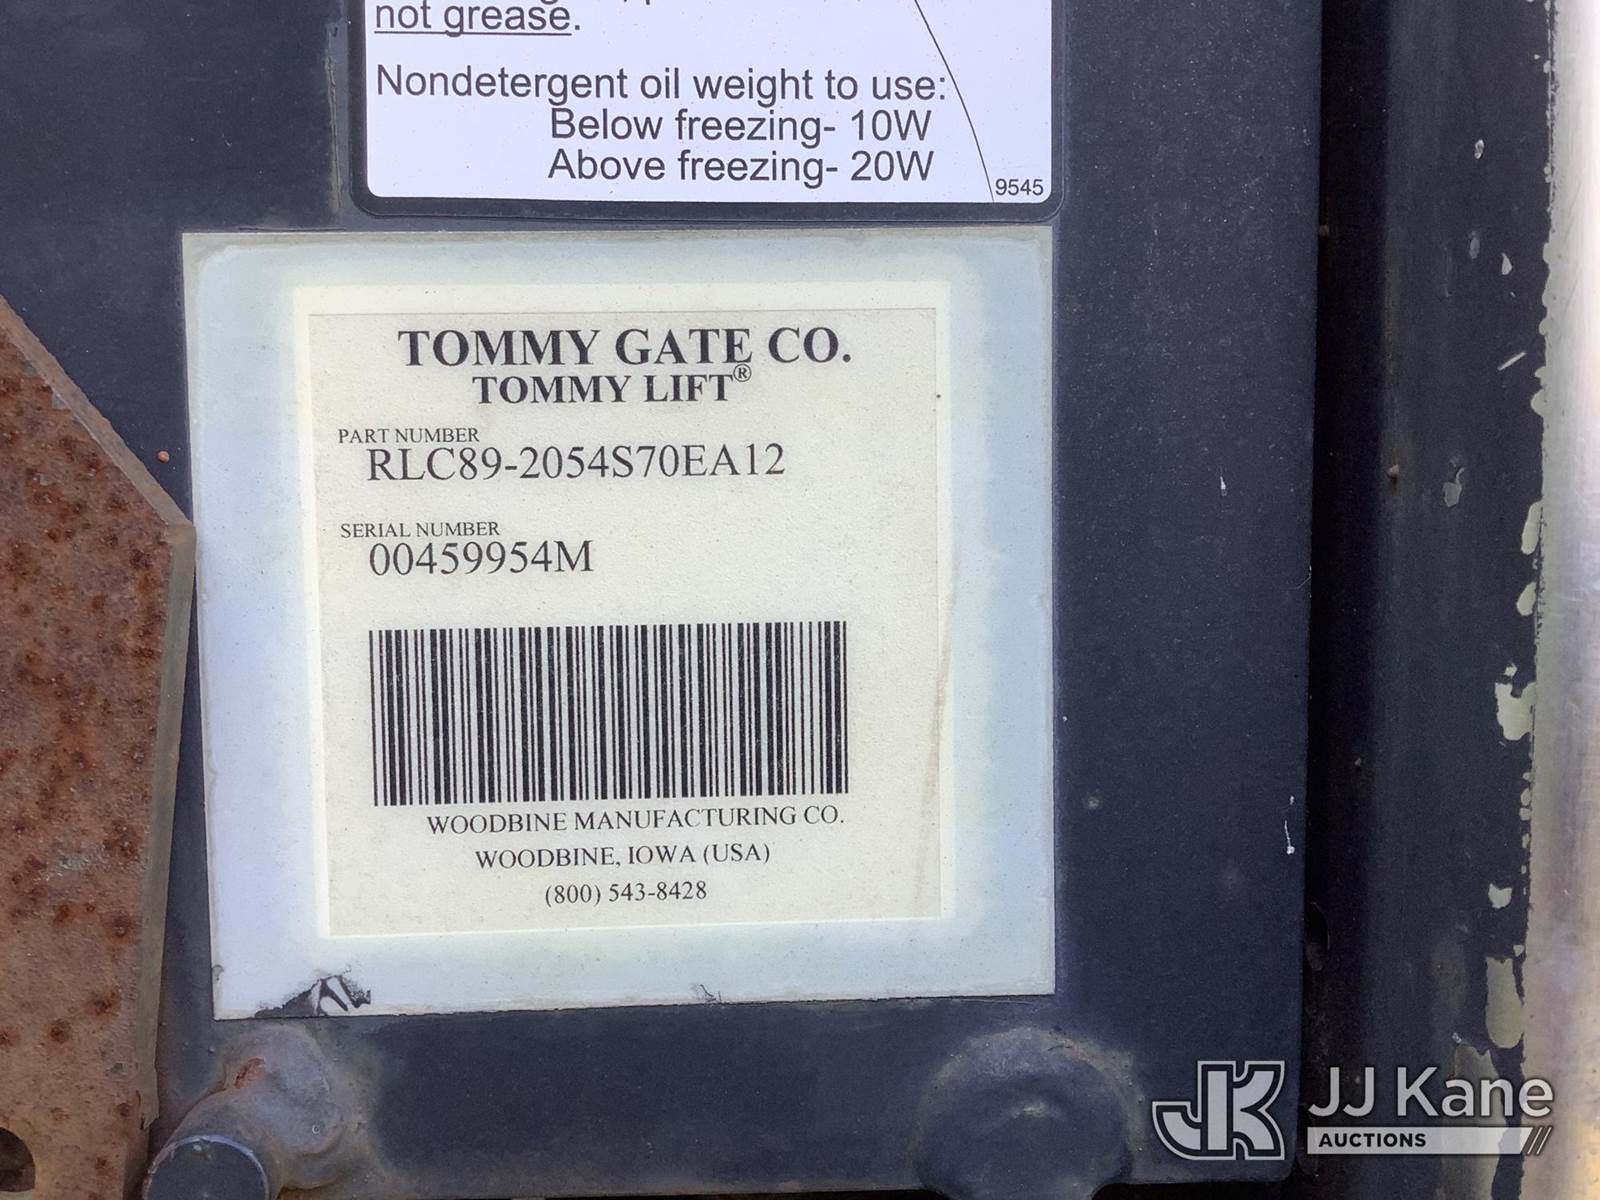 not grease.
Nondetergent oil weight to use:
Below freezing- 10W
Above freezing- 20W
9545
TOMMY GATE CO.
TOMMY LIFT®
PART NUMBER
RLC89-2054S70EA12
SERIAL NUMBER
00459954M
WOODBINE MANUFACTURING CO.
WOODBINE, IOWA (USA)
(800) 543-8428
JK JJ Kane
AUCTIONS